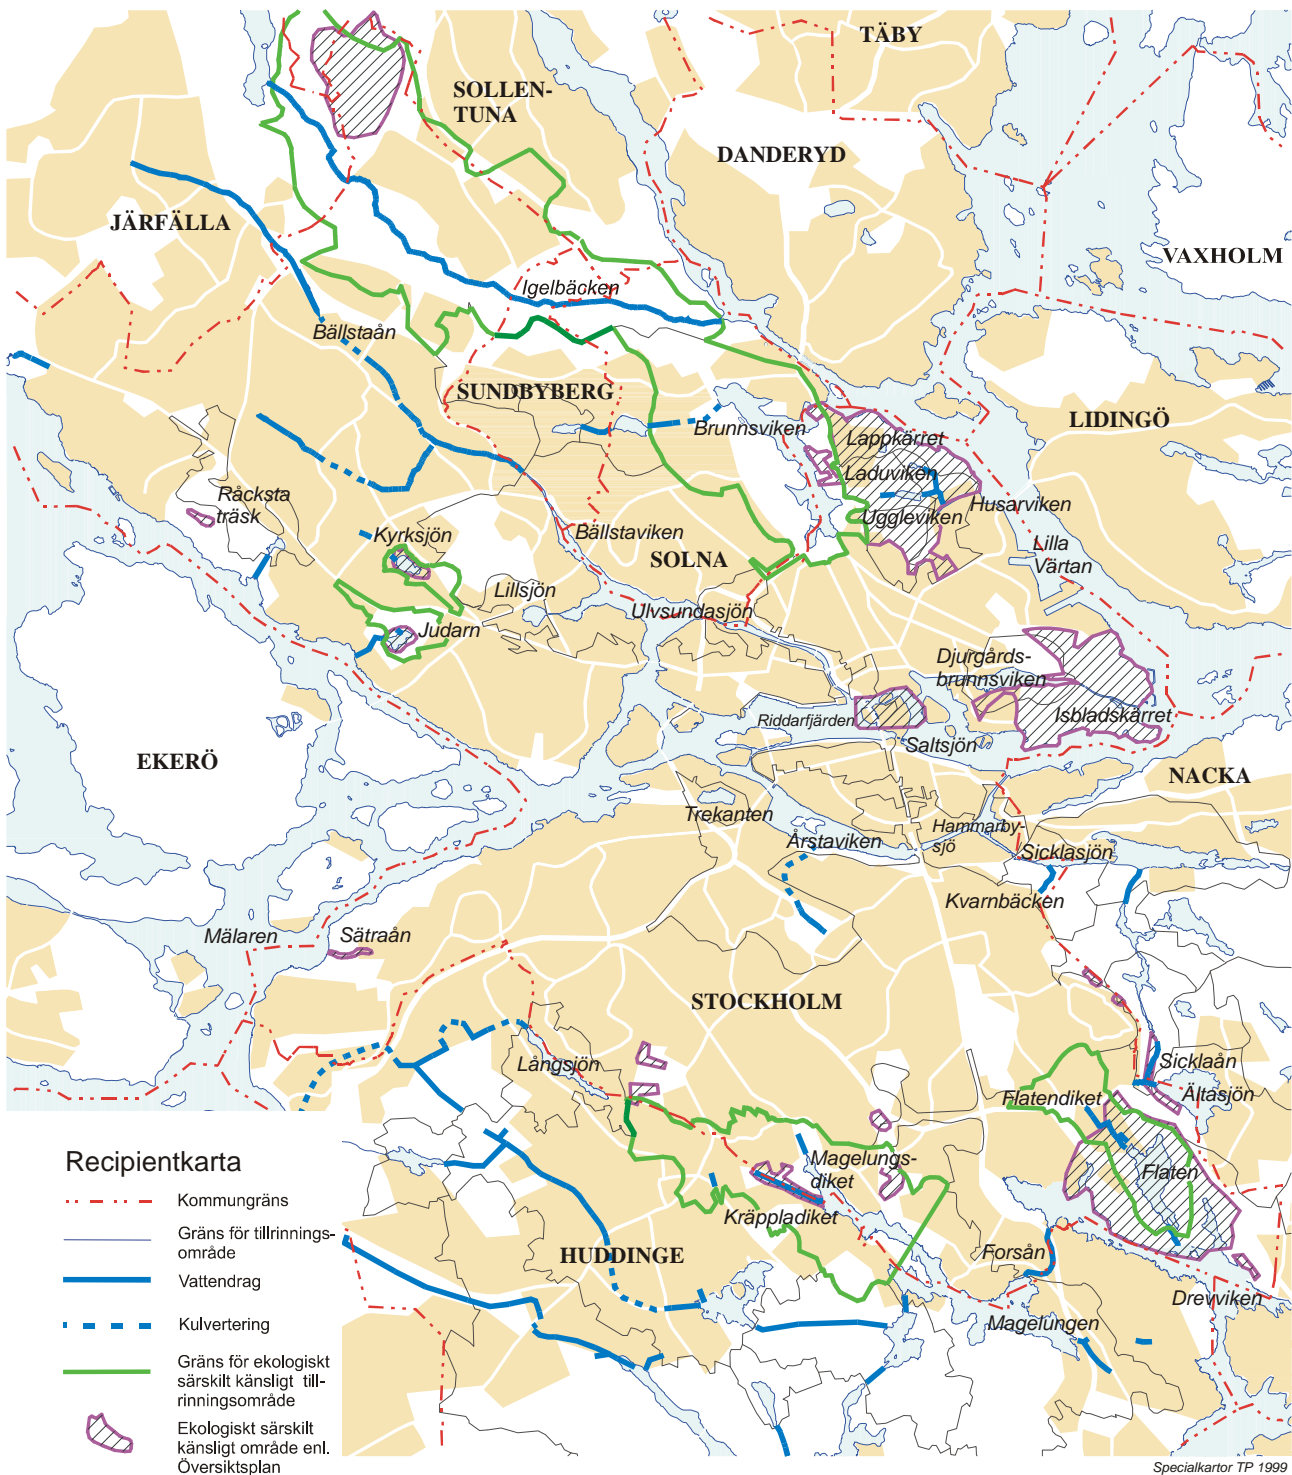 TÄBY
SOLLEN-
TUNA
DANDERYD
JÄRFÄLLA
VAXHOLM
Igelbäcken
Bällstaån
SUNDBYBERG
LIDINGÖ
Brunnsviken
Lappkärret
Laduviken
Råcksta
träsk
Husarviken
Uggleviken
Kyrksjön
Bällstaviken
SOLNA
Lilla
Värtan
Lillsjön
Ulvsundasjön
Judarn
Djurgårds-
brunnsviken
Isbladskärret
Riddarfjärden
Saltsjön
EKERÖ
NACKA
Trekanten
Årstaviken
Hammarby-
sjö
Sicklasjön
Kvarnbäcken
Mälaren
Sätraån
STOCKHOLM
Långsjön
Sicklaån
Flatendiket
Ältasjön
Magelungs-
diket
Flaten
Kräppladiket
HUDDINGE
Forsån
Drevviken
Magelungen
Recipientkarta
Kommungräns
Gräns för tillrinnings-
område
Vattendrag
Kulvertering
Gräns för ekologiskt
särskilt känsligt till-
rinningsområde
Ekologiskt särskilt
känsligt område enl.
Översiktsplan
Specialkartor TP 1999